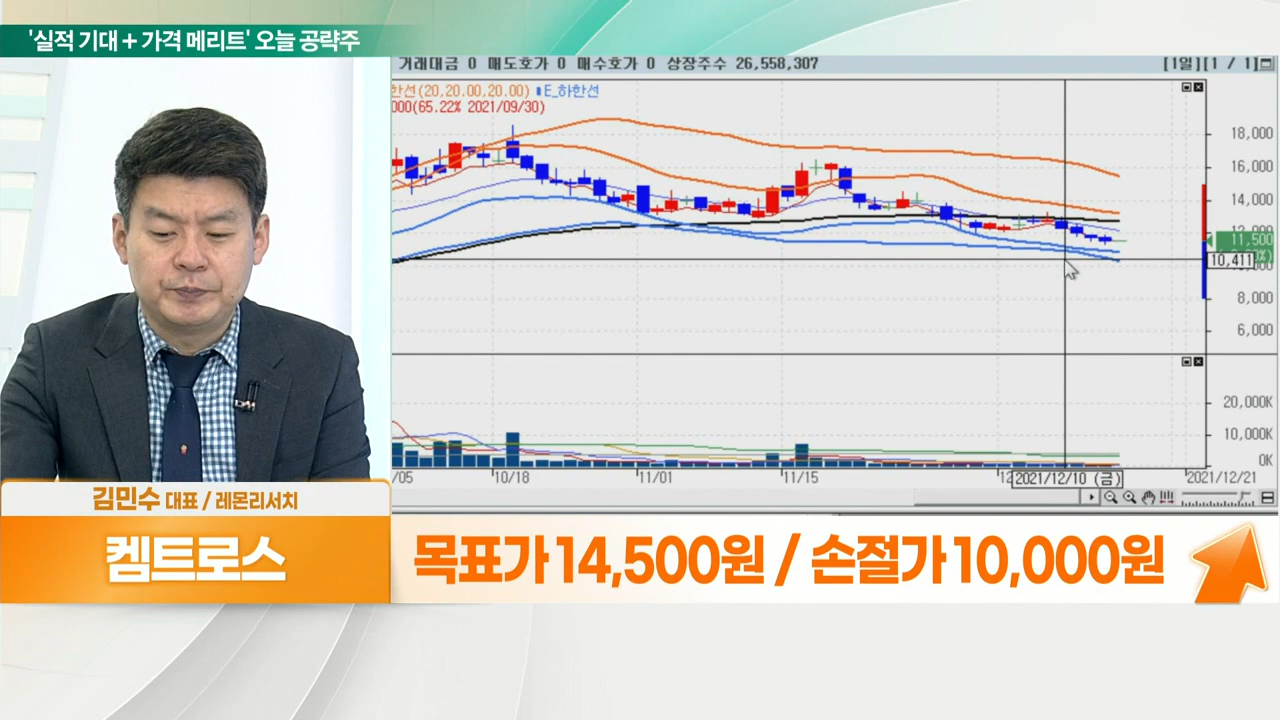 '실적 기대 + 가격 메리트' 오늘 공략주
거래대금 0 매도호가 0 매수호가 0 상장주수 26,558,307
[1일][1 / 1]
한선(20,20.00,20.00) E_하한선
000(65.22% 2021/09/30)
18,000
16,000
14,000
12,000
11,500
10,411
8,000
6,000
20,000K
10,000K
0K
/05
10/18
11/01
11/15
2021/12/10 (금)
2021/12/21
김민수 대표 / 레몬리서치
켐트로스
목표가 14,500원 / 손절가 10,000원